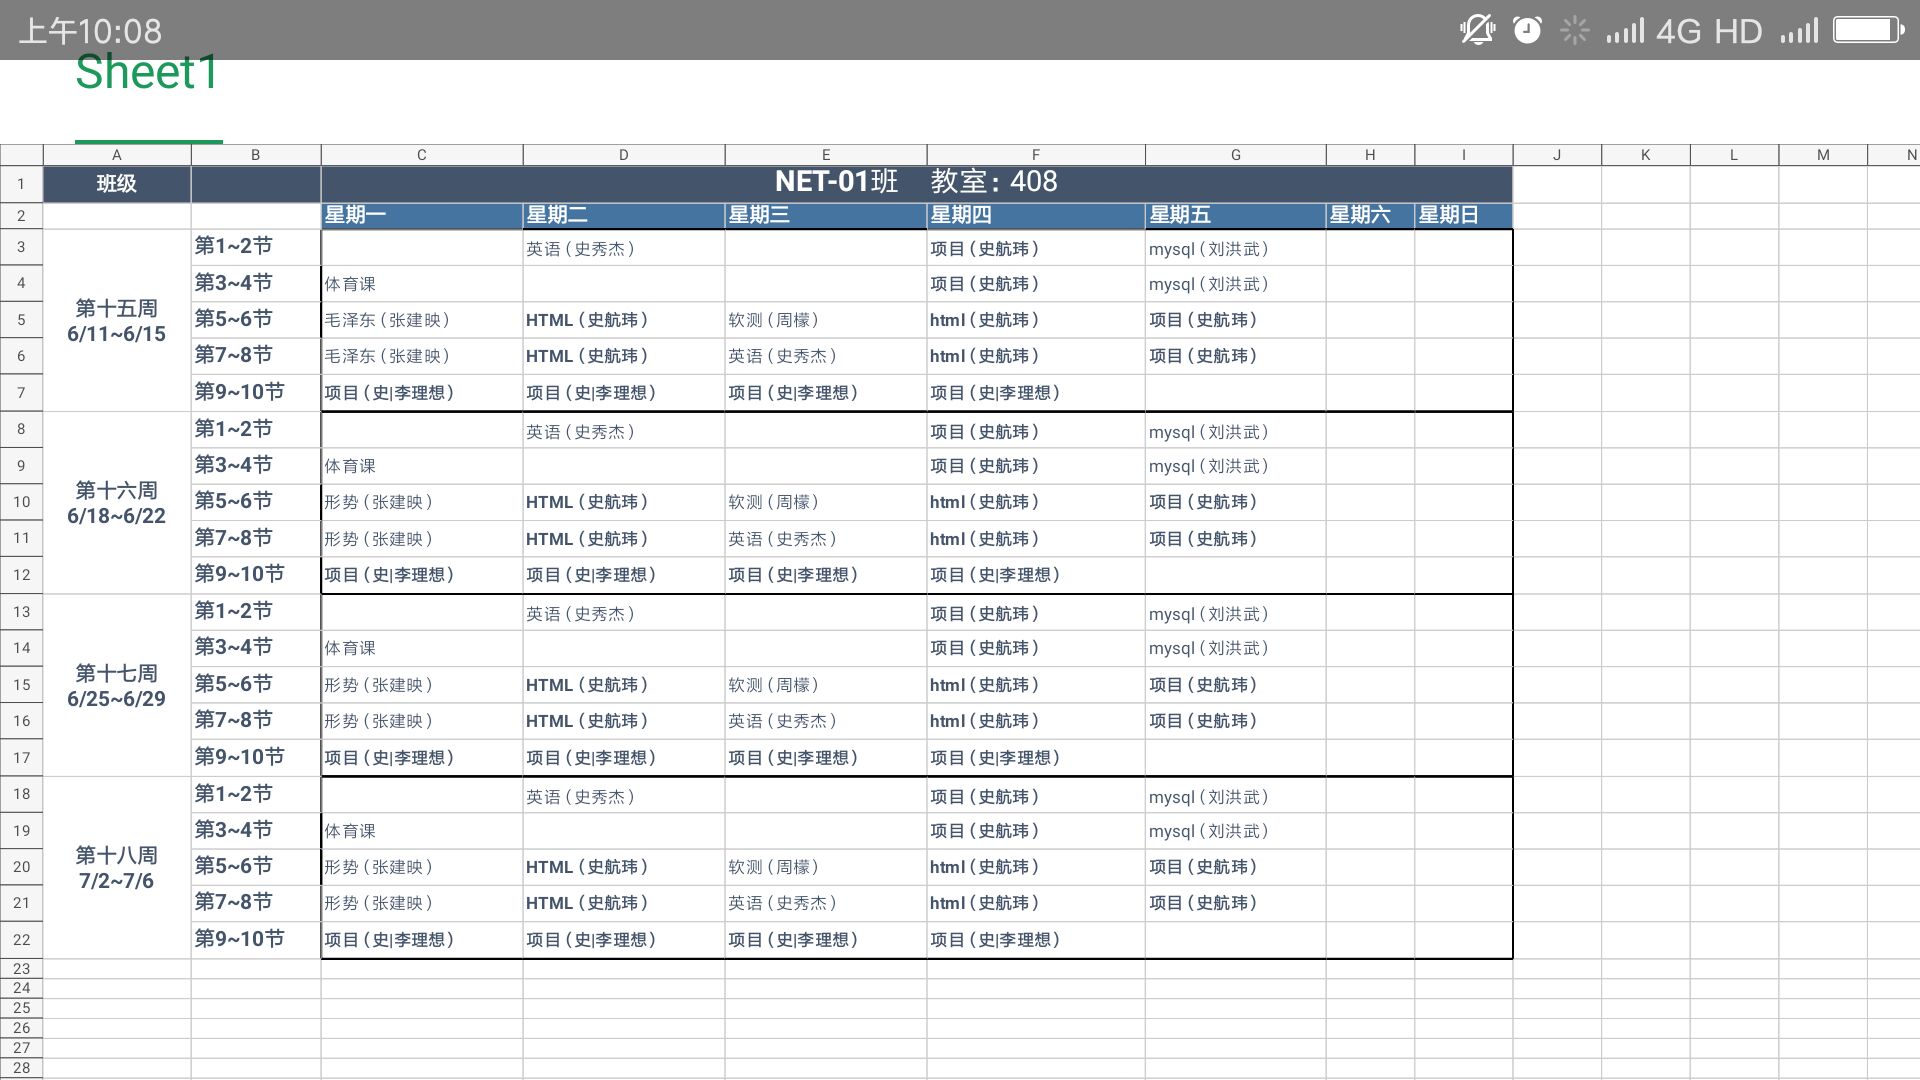 上午10:08
4G HD
Sheet1
A B C D E F G H I J K L M N
1 班级 NET-01班 教室：408
2 星期一 星期二 星期三 星期四 星期五 星期六 星期日
第十五周
6/11~6/15
3 第1~2节 英语（史秀杰） 项目（史航玮） mysql（刘洪武）
4 第3~4节 体育课 项目（史航玮） mysql（刘洪武）
5 第5~6节 毛泽东（张建映） HTML（史航玮） 软测（周檬） html（史航玮） 项目（史航玮）
6 第7~8节 毛泽东（张建映） HTML（史航玮） 英语（史秀杰） html（史航玮） 项目（史航玮）
7 第9~10节 项目（史|李理想） 项目（史|李理想） 项目（史|李理想） 项目（史|李理想）
第十六周
6/18~6/22
8 第1~2节 英语（史秀杰） 项目（史航玮） mysql（刘洪武）
9 第3~4节 体育课 项目（史航玮） mysql（刘洪武）
10 第5~6节 形势（张建映） HTML（史航玮） 软测（周檬） html（史航玮） 项目（史航玮）
11 第7~8节 形势（张建映） HTML（史航玮） 英语（史秀杰） html（史航玮） 项目（史航玮）
12 第9~10节 项目（史|李理想） 项目（史|李理想） 项目（史|李理想） 项目（史|李理想）
第十七周
6/25~6/29
13 第1~2节 英语（史秀杰） 项目（史航玮） mysql（刘洪武）
14 第3~4节 体育课 项目（史航玮） mysql（刘洪武）
15 第5~6节 形势（张建映） HTML（史航玮） 软测（周檬） html（史航玮） 项目（史航玮）
16 第7~8节 形势（张建映） HTML（史航玮） 英语（史秀杰） html（史航玮） 项目（史航玮）
17 第9~10节 项目（史|李理想） 项目（史|李理想） 项目（史|李理想） 项目（史|李理想）
第十八周
7/2~7/6
18 第1~2节 英语（史秀杰） 项目（史航玮） mysql（刘洪武）
19 第3~4节 体育课 项目（史航玮） mysql（刘洪武）
20 第5~6节 形势（张建映） HTML（史航玮） 软测（周檬） html（史航玮） 项目（史航玮）
21 第7~8节 形势（张建映） HTML（史航玮） 英语（史秀杰） html（史航玮） 项目（史航玮）
22 第9~10节 项目（史|李理想） 项目（史|李理想） 项目（史|李理想） 项目（史|李理想）
23
24
25
26
27
28